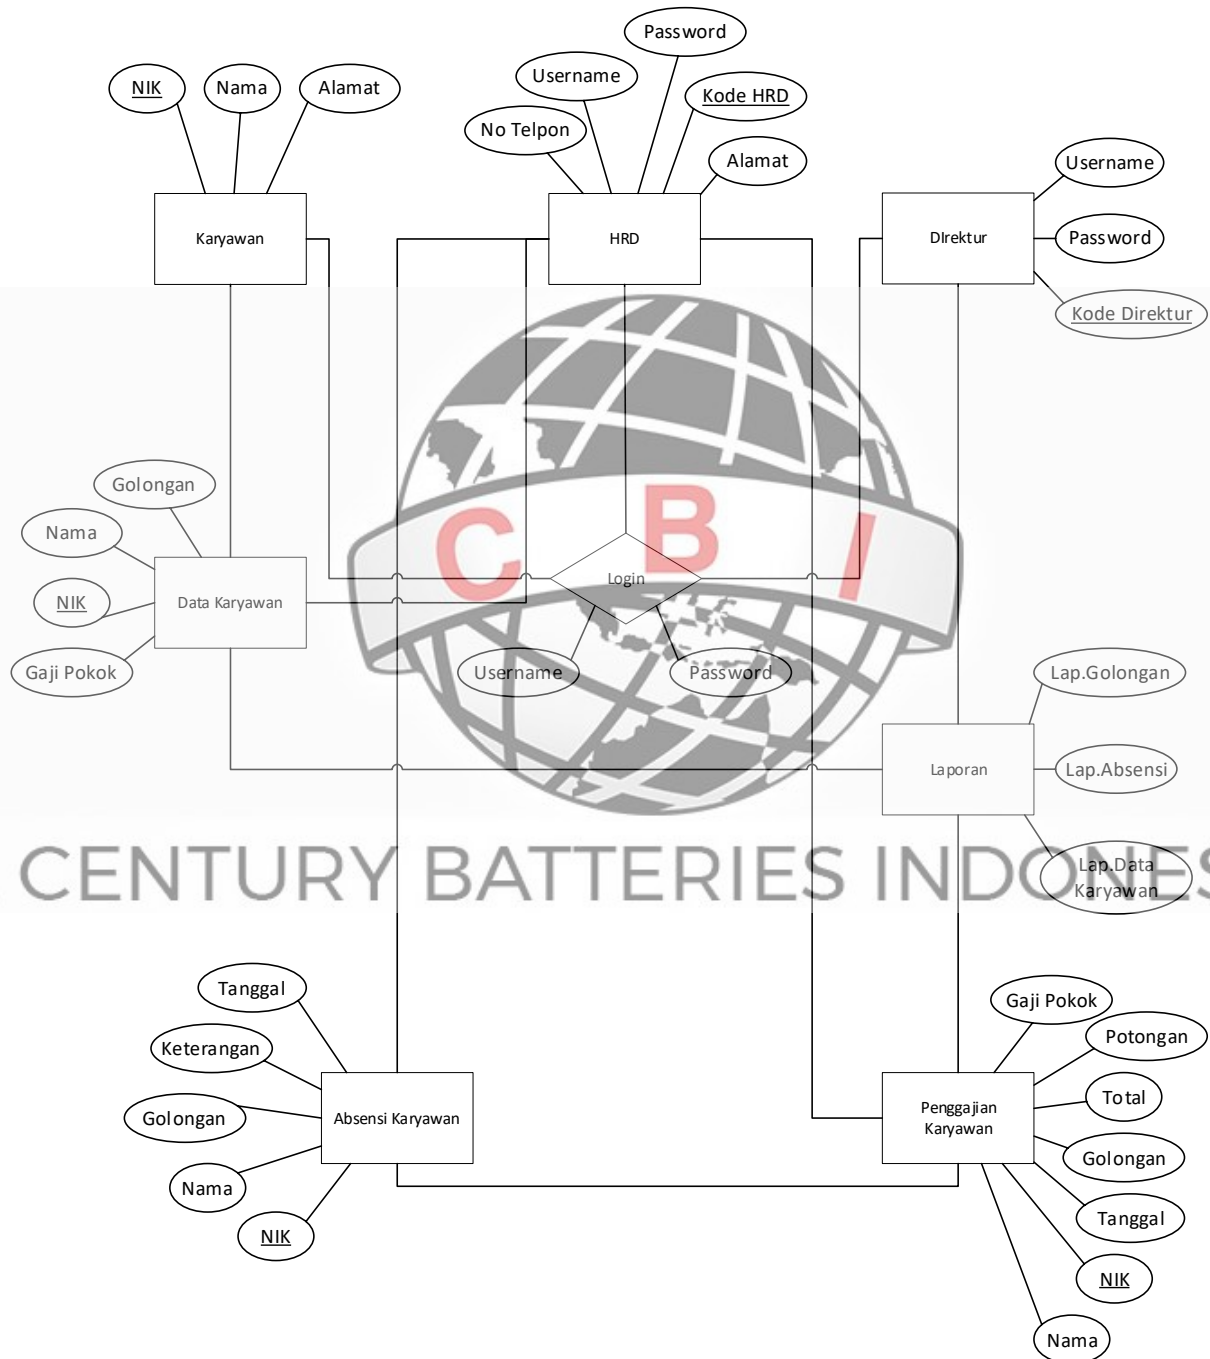 Password
Username
NIK
Nama
Alamat
Kode HRD
No Telpon
Alamat
Username
Karyawan
HRD
DIrektur
Password
Kode Direktur
Golongan
Nama
C B I
Login
NIK
Data Karyawan
Gaji Pokok
Username
Password
Lap.Golongan
Laporan
Lap.Absensi
CENTURY BATTERIES INDONES
Lap.Data
Karyawan
Tanggal
Gaji Pokok
Keterangan
Potongan
Golongan
Absensi Karyawan
Penggajian
Karyawan
Total
Golongan
Nama
Tanggal
NIK
NIK
Nama